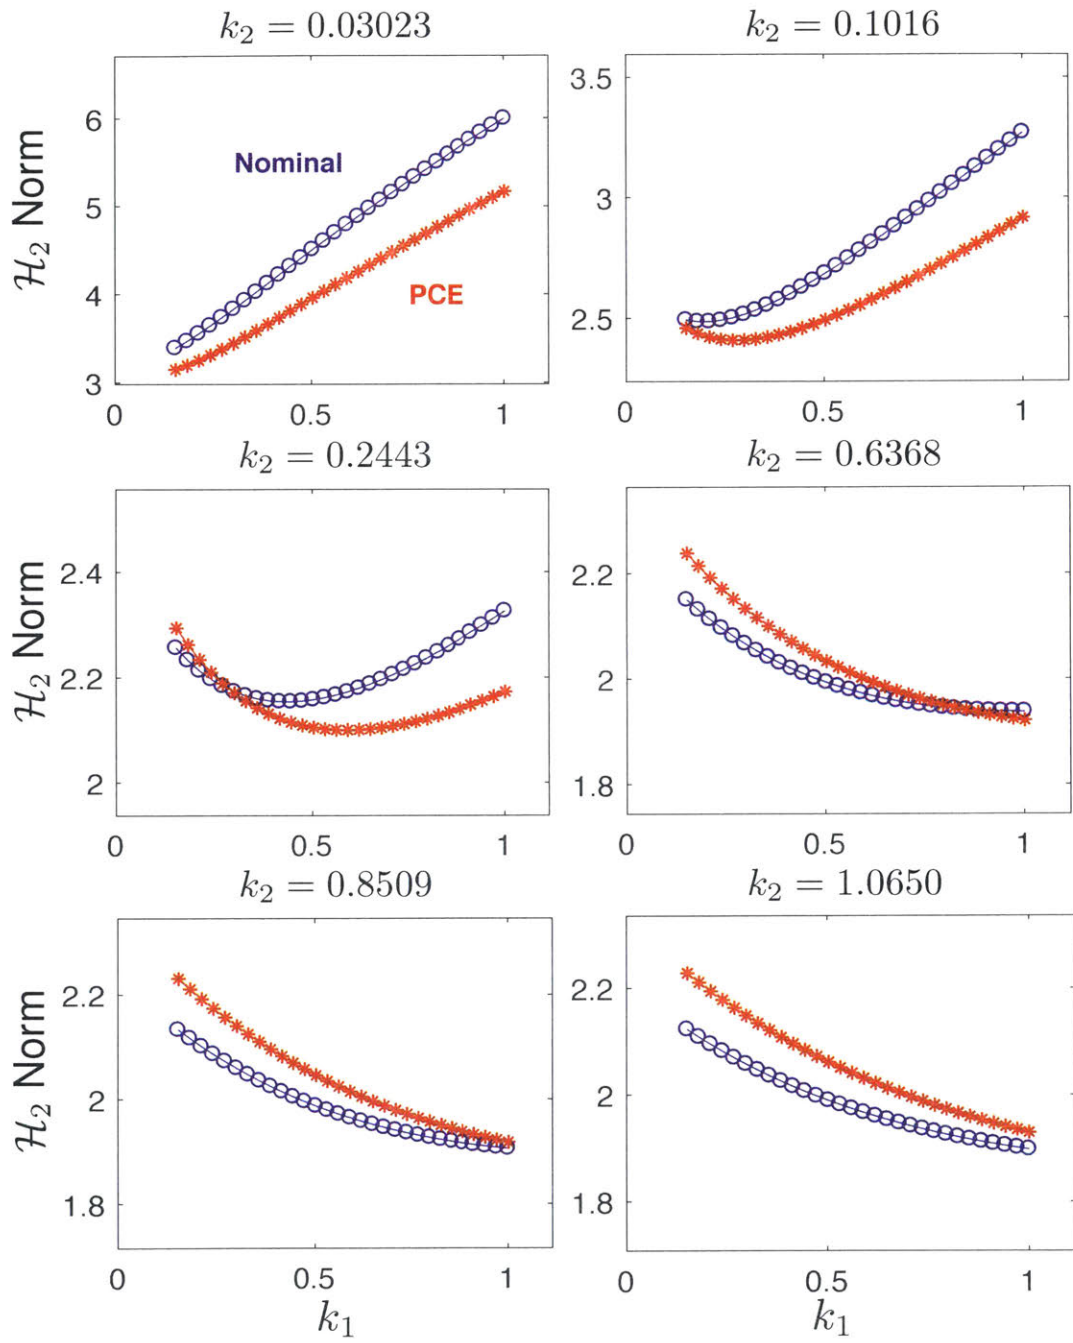 k₂ = 0.03023
k₂ = 0.1016
H₂ Norm
6
5
4
3
0
0.5
1
Nominal
PCE
3.5
3
2.5
0
0.5
1
k₂ = 0.2443
k₂ = 0.6368
H₂ Norm
2.4
2.2
2
0
0.5
1
2.2
2
1.8
0
0.5
1
k₂ = 0.8509
k₂ = 1.0650
H₂ Norm
2.2
2
1.8
0
0.5
1
k₁
2.2
2
1.8
0
0.5
1
k₁